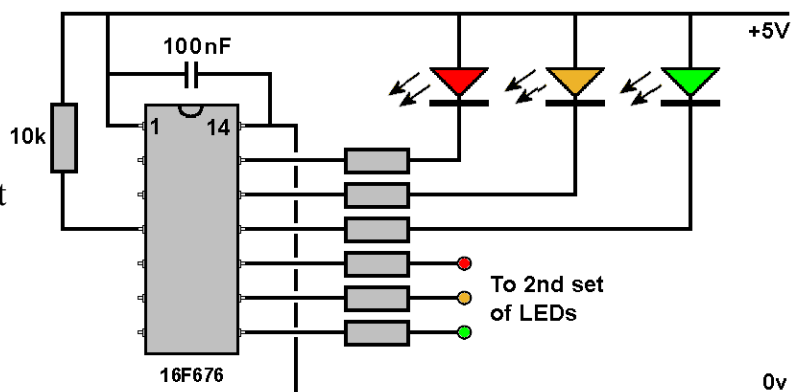 +5V
100nF
10k
1 14
t
To 2nd set
of LEDs
16F676
0v